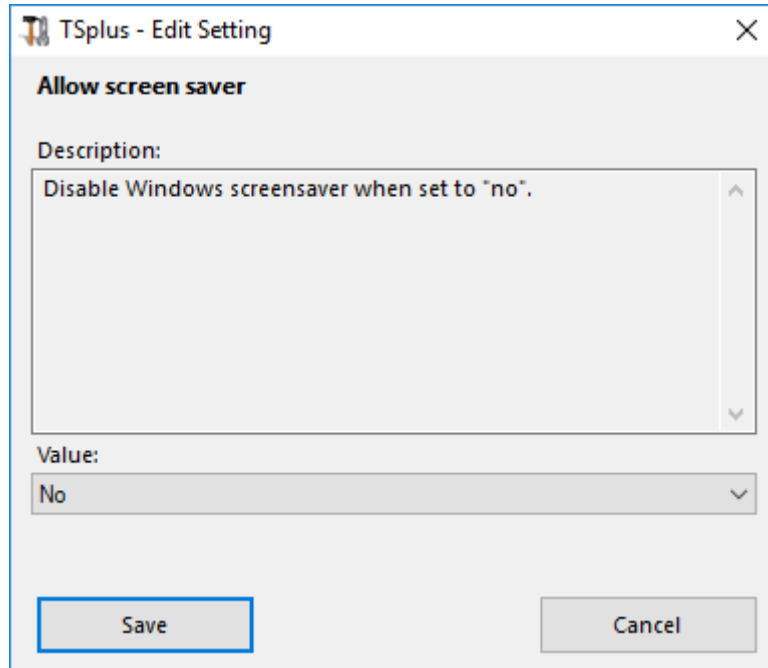 TSplus - Edit Setting
Allow screen saver
Description:
Disable Windows screensaver when set to "no".
Value:
No
Save
Cancel